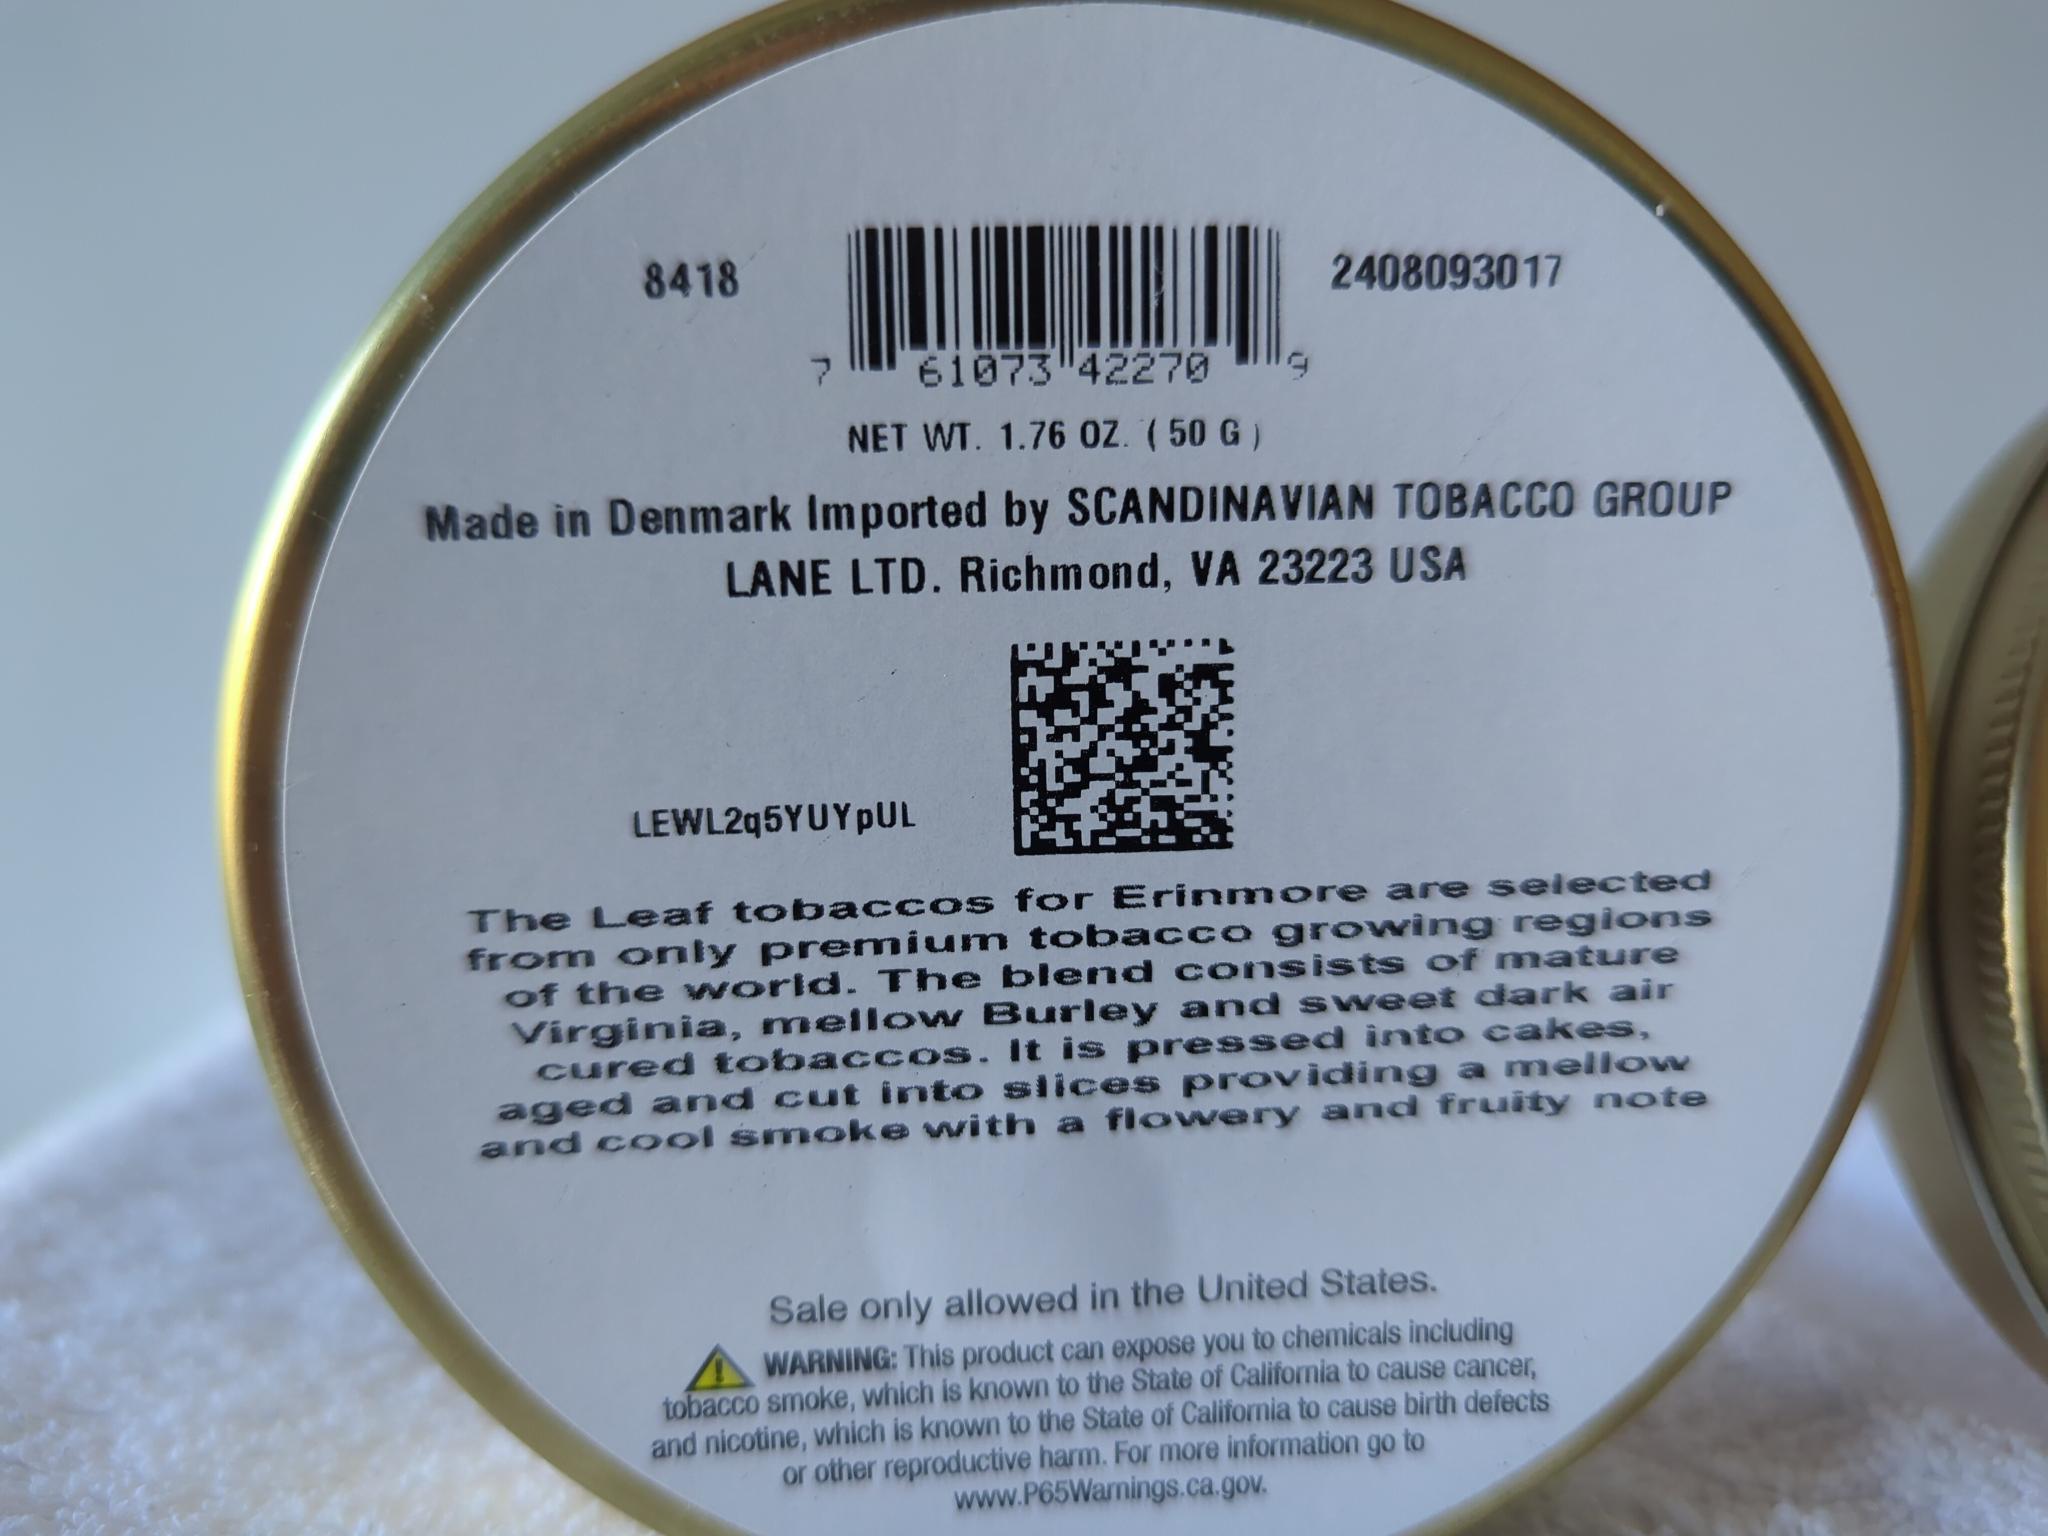 8418
2408093017
7 61073 42270 9
NET WT. 1.76 OZ. ( 50 G )
Made in Denmark Imported by SCANDINAVIAN TOBACCO GROUP
LANE LTD. Richmond, VA 23223 USA
LEWL2q5YUYpUL
The Leaf tobaccos for Erinmore are selected
from only premium tobacco growing regions
of the world. The blend consists of mature
Virginia, mellow Burley and sweet dark air
cured tobaccos. It is pressed into cakes,
aged and cut into slices providing a mellow
and cool smoke with a flowery and fruity note
Sale only allowed in the United States.
WARNING: This product can expose you to chemicals including
tobacco smoke, which is known to the State of California to cause cancer,
and nicotine, which is known to the State of California to cause birth defects
or other reproductive harm. For more information go to
www.P65Warnings.ca.gov.